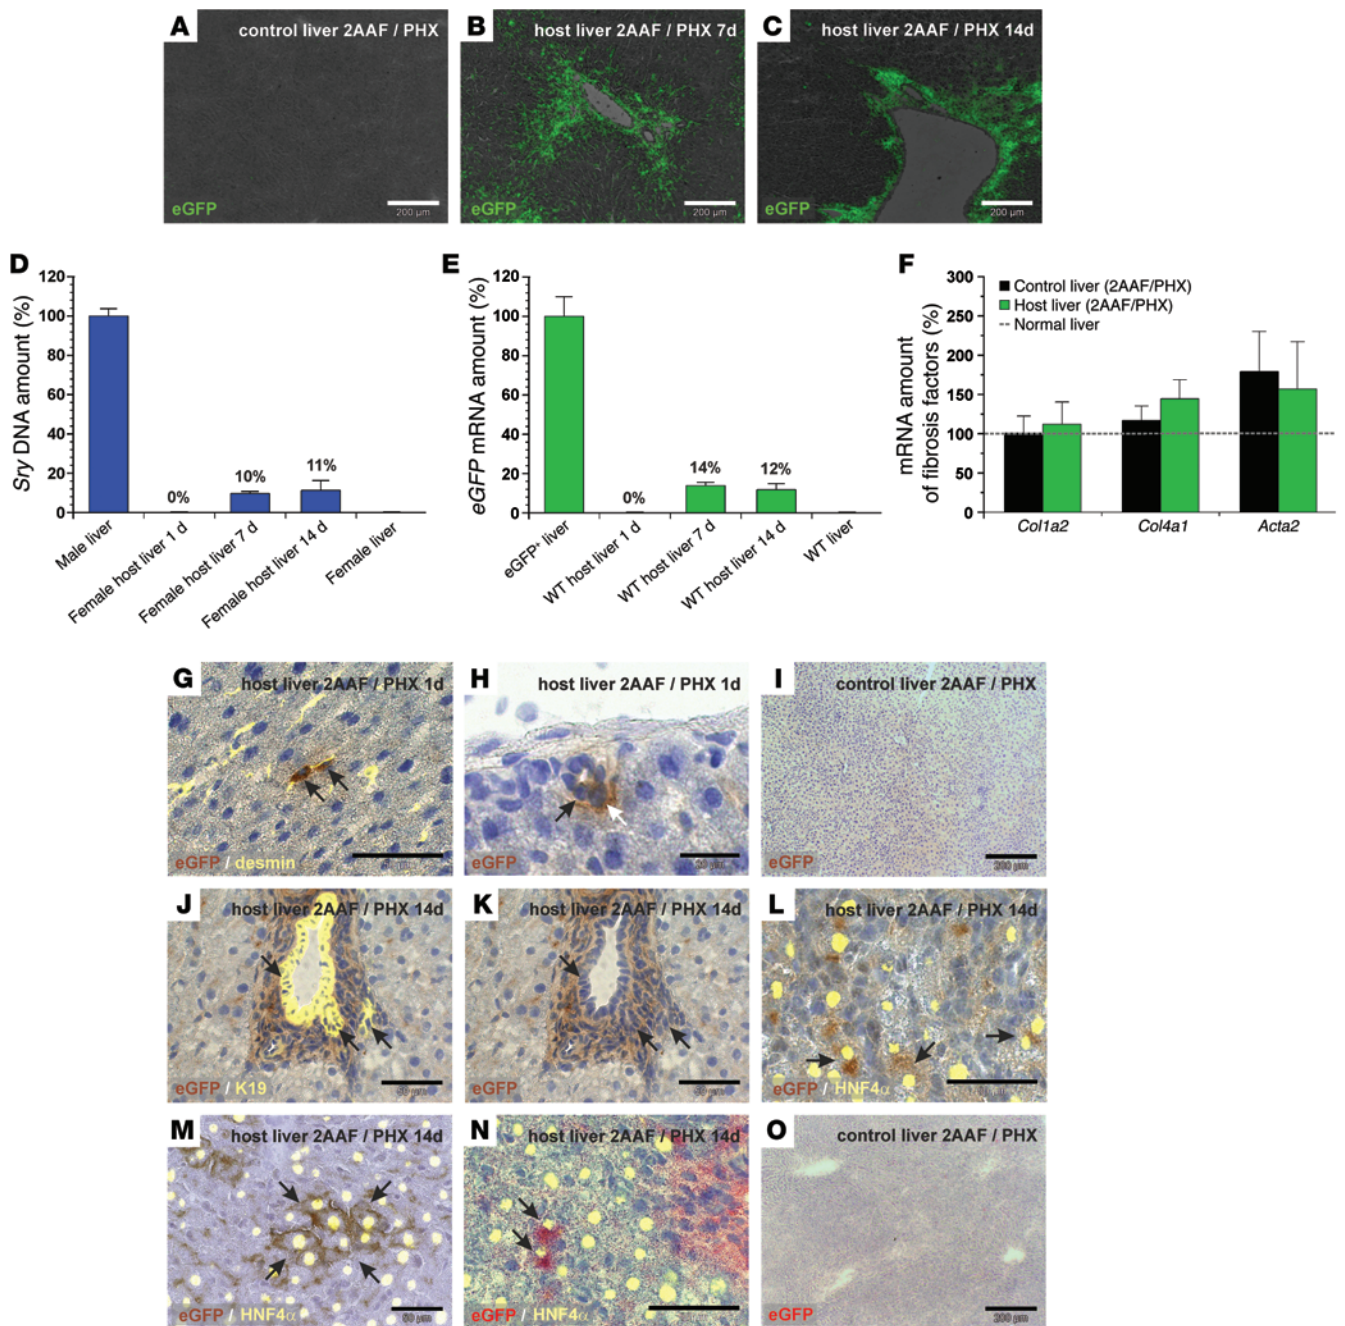 A
control liver 2AAF / PHX
eGFP
200 µm
B
host liver 2AAF / PHX 7d
200 µm
C
host liver 2AAF / PHX 14d
eGFP
200 µm
D
Sry DNA amount (%)
120
100
80
60
40
20
0
0%
10%
11%
Male liver
Female host liver 1 d
Female host liver 7 d
Female host liver 14 d
Female liver
E
eGFP mRNA amount (%)
120
100
80
60
40
20
0
0%
14%
12%
eGFP⁺ liver
WT host liver 1 d
WT host liver 7 d
WT host liver 14 d
WT liver
F
mRNA amount
of fibrosis factors (%)
300
250
200
150
100
50
0
Control liver (2AAF/PHX)
Host liver (2AAF/PHX)
Normal liver
Col1a2
Col4a1
Acta2
G
host liver 2AAF / PHX 1d
eGFP / desmin
H
host liver 2AAF / PHX 1d
eGFP
I
control liver 2AAF / PHX
eGFP
200 µm
J
host liver 2AAF / PHX 14d
eGFP / K19
K
host liver 2AAF / PHX 14d
eGFP
L
host liver 2AAF / PHX 14d
eGFP / HNF4α
M
host liver 2AAF / PHX 14d
eGFP / HNF4α
N
host liver 2AAF / PHX 14d
eGFP / HNF4α
O
control liver 2AAF / PHX
eGFP
200 µm